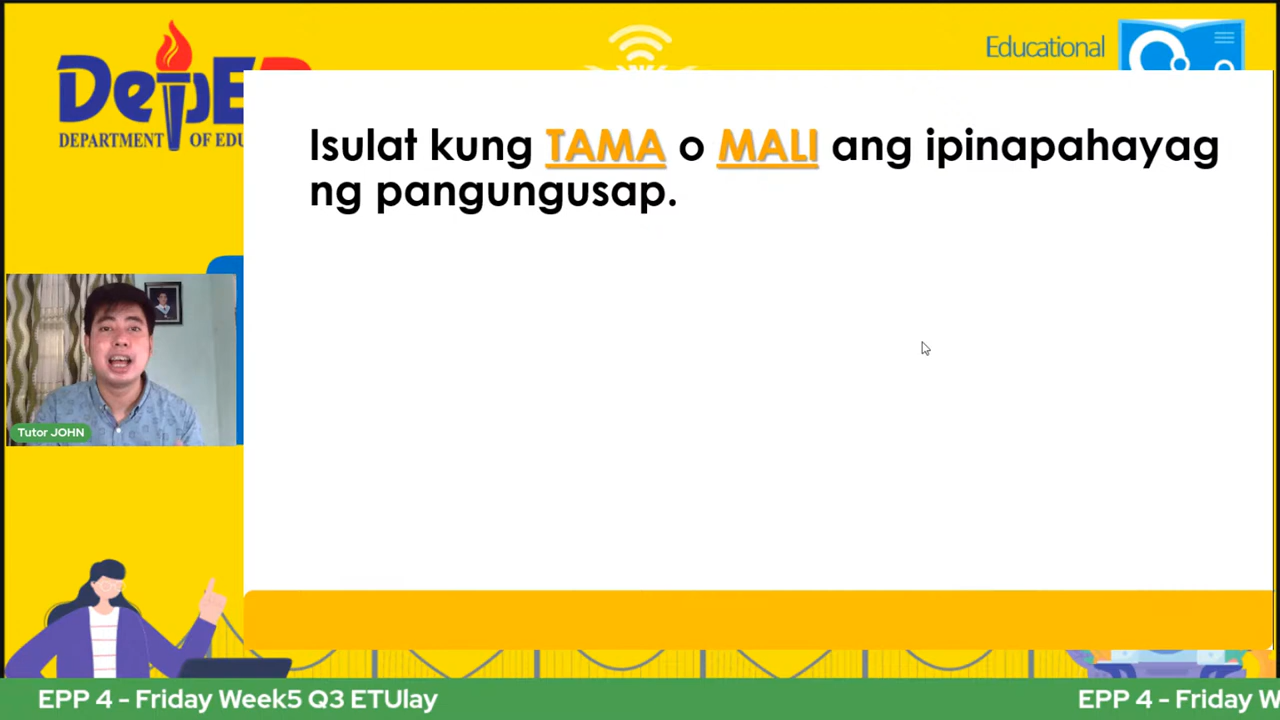 DepE
DEPARTMENT OF EDU
Educational
Isulat kung TAMA o MALI ang ipinapahayag
ng pangungusap.
Tutor JOHN
EPP 4 - Friday Week5 Q3 ETUlay
EPP 4 - Friday W